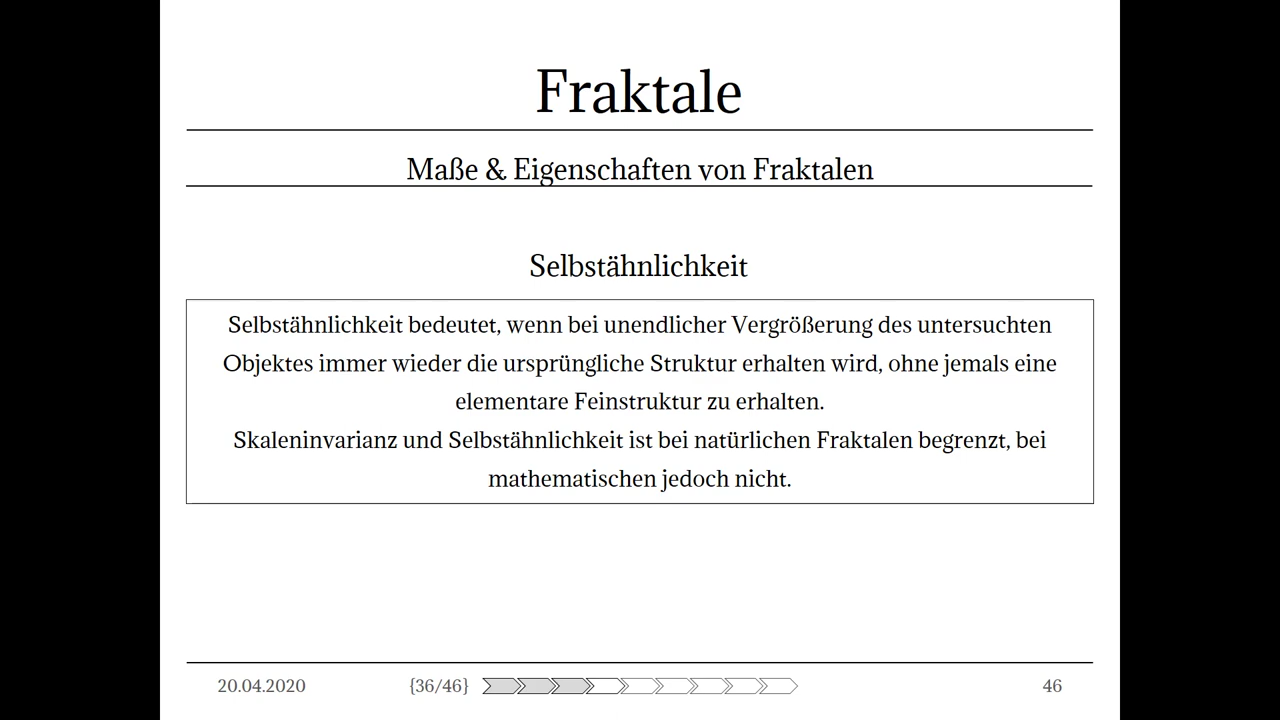 Fraktale
Maße & Eigenschaften von Fraktalen
Selbstähnlichkeit
Selbstähnlichkeit bedeutet, wenn bei unendlicher Vergrößerung des untersuchten
Objektes immer wieder die ursprüngliche Struktur erhalten wird, ohne jemals eine
elementare Feinstruktur zu erhalten.
Skaleninvarianz und Selbstähnlichkeit ist bei natürlichen Fraktalen begrenzt, bei
mathematischen jedoch nicht.
20.04.2020 {36/46} 46